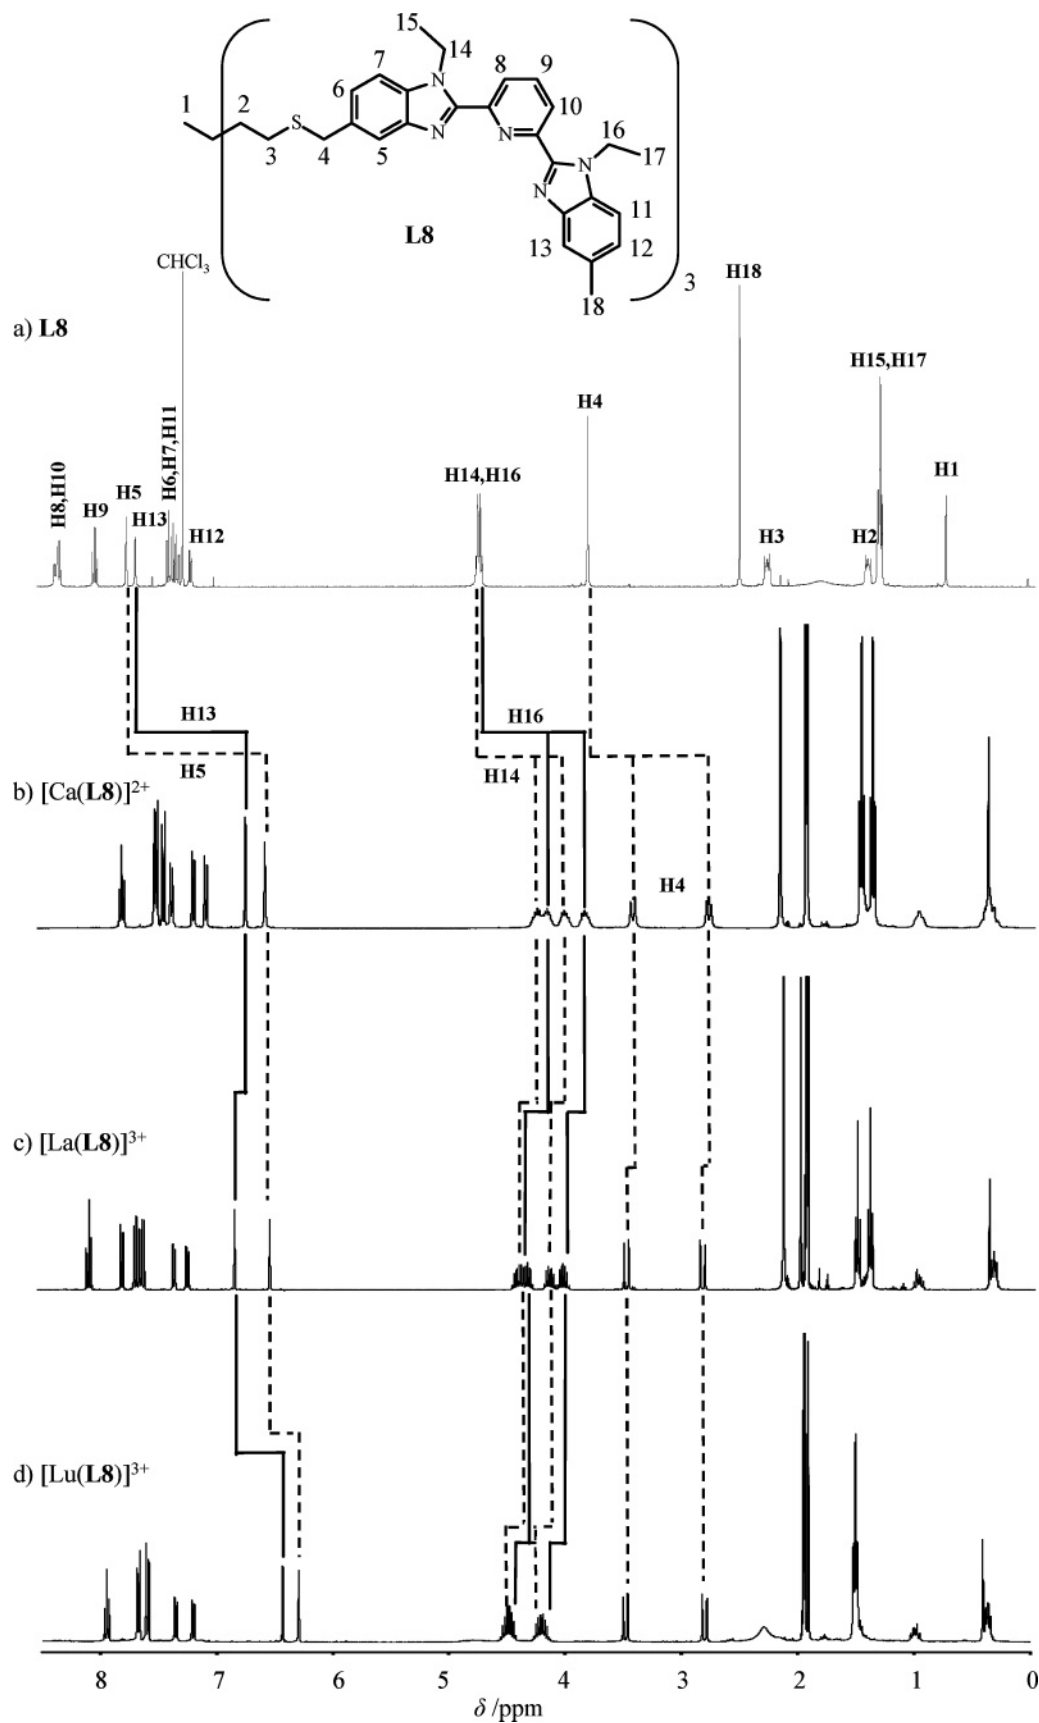 15
14
7
6
8
9
1
2
N
10
16
S
N
N
17
3
4
5
N
N
11
L8
13
12
CHCl₃
18
3
H18
a) L8
H15,H17
H4
H6,H7,H11
H8,H10
H14,H16
H1
H5
H9
H13
H12
H3
H2
H13
H16
H5
H14
b) [Ca(L8)]²⁺
H4
c) [La(L8)]³⁺
d) [Lu(L8)]³⁺
8 7 6 5 4 3 2 1 0
δ /ppm